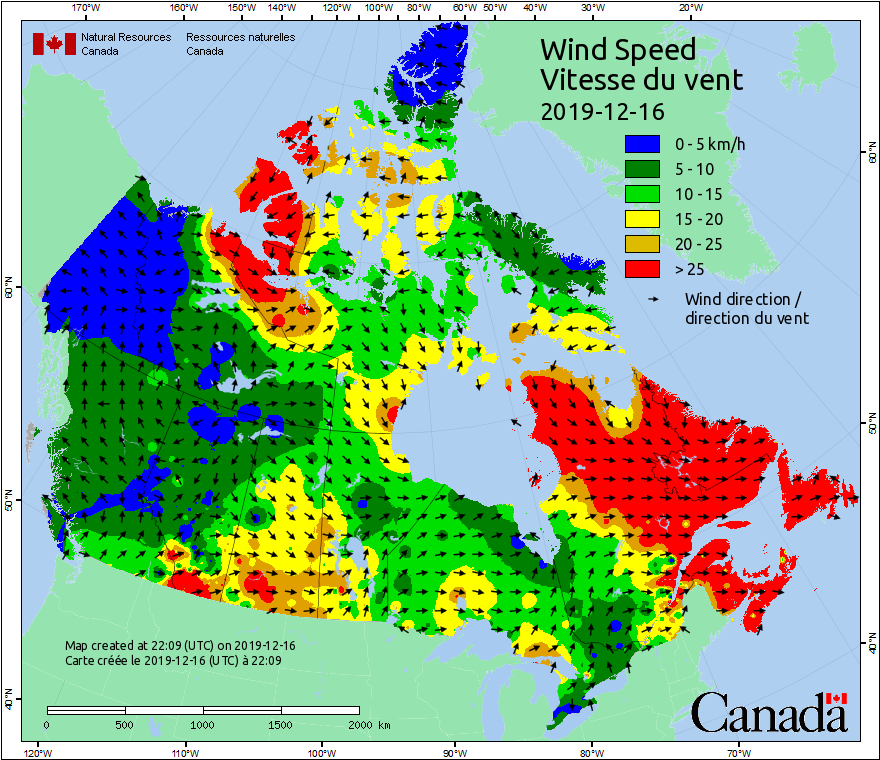 170°W 160°W 150°W 140°W 130°W 120°W 110°W 100°W 90°W 80°W 70°W 60°W 50°W 40°W 30°W 20°W
Natural Resources Ressources naturelles
Canada Canada
Wind Speed
Vitesse du vent
2019-12-16
0 - 5 km/h
5 - 10
10 - 15
15 - 20
20 - 25
> 25
Wind direction /
direction du vent
60°N 60°N
50°N 50°N
40°N 40°N
Map created at 22:09 (UTC) on 2019-12-16
Carte créée le 2019-12-16 (UTC) à 22:09
0 500 1000 1500 2000 km
Canada
120°W 110°W 100°W 90°W 80°W 70°W